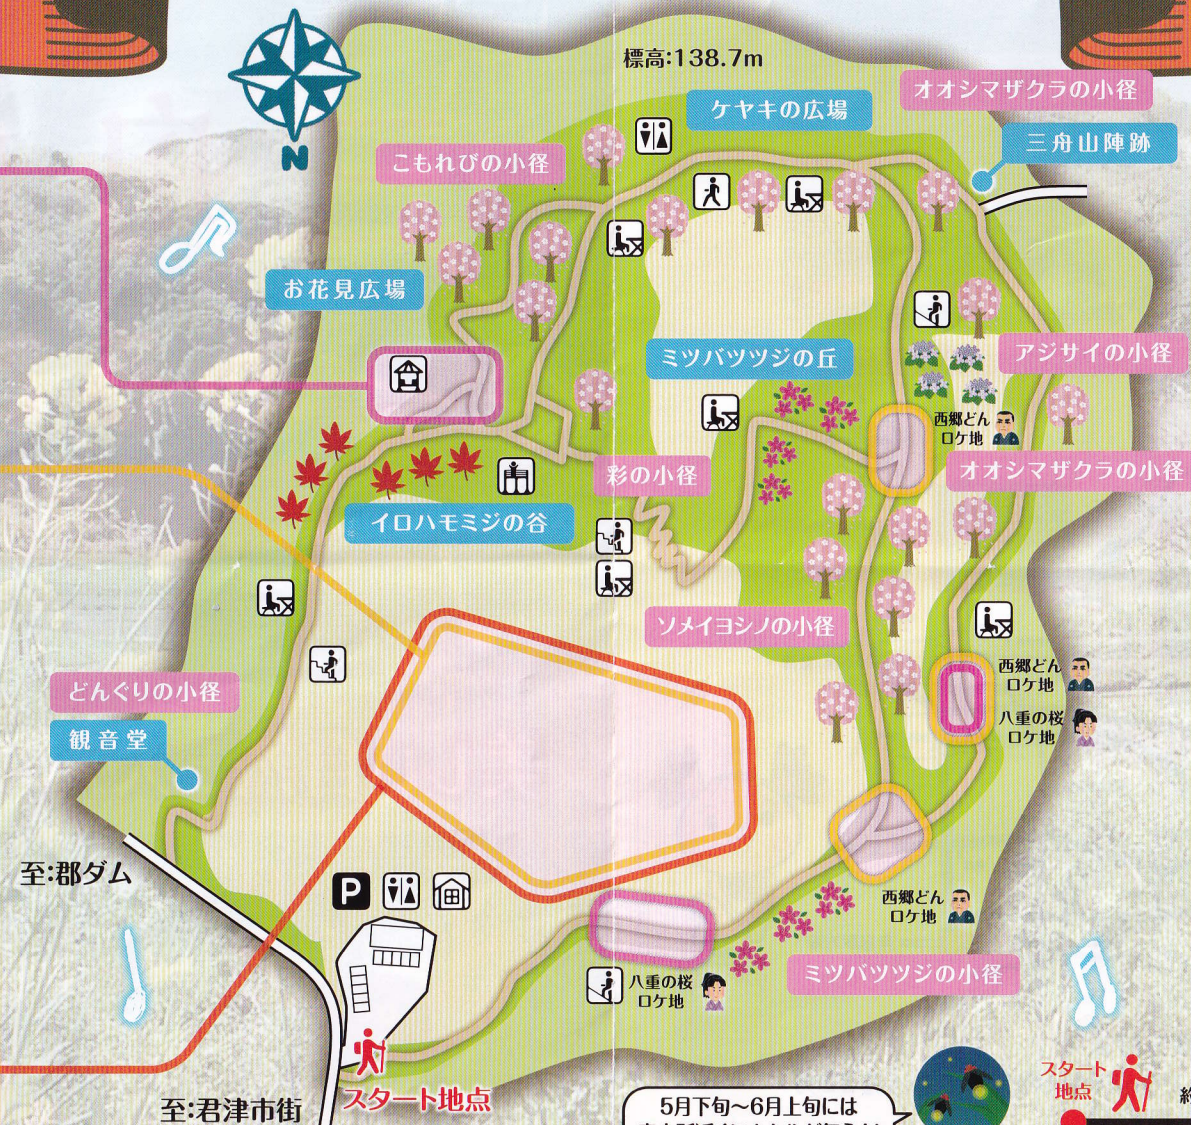 標高:138.7m
オオシマザクラの小径
ケヤキの広場
三舟山陣跡
こもれびの小径
N
お花見広場
ミツバツツジの丘
アジサイの小径
西郷どん
ロケ地
オオシマザクラの小径
彩の小径
イロハモミジの谷
ソメイヨシノの小径
西郷どん
ロケ地
八重の桜
ロケ地
どんぐりの小径
観音堂
至:郡ダム
P
西郷どん
ロケ地
ミツバツツジの小径
八重の桜
ロケ地
スタート地点
至:君津市街
スタート
地点
5月下旬~6月上旬には